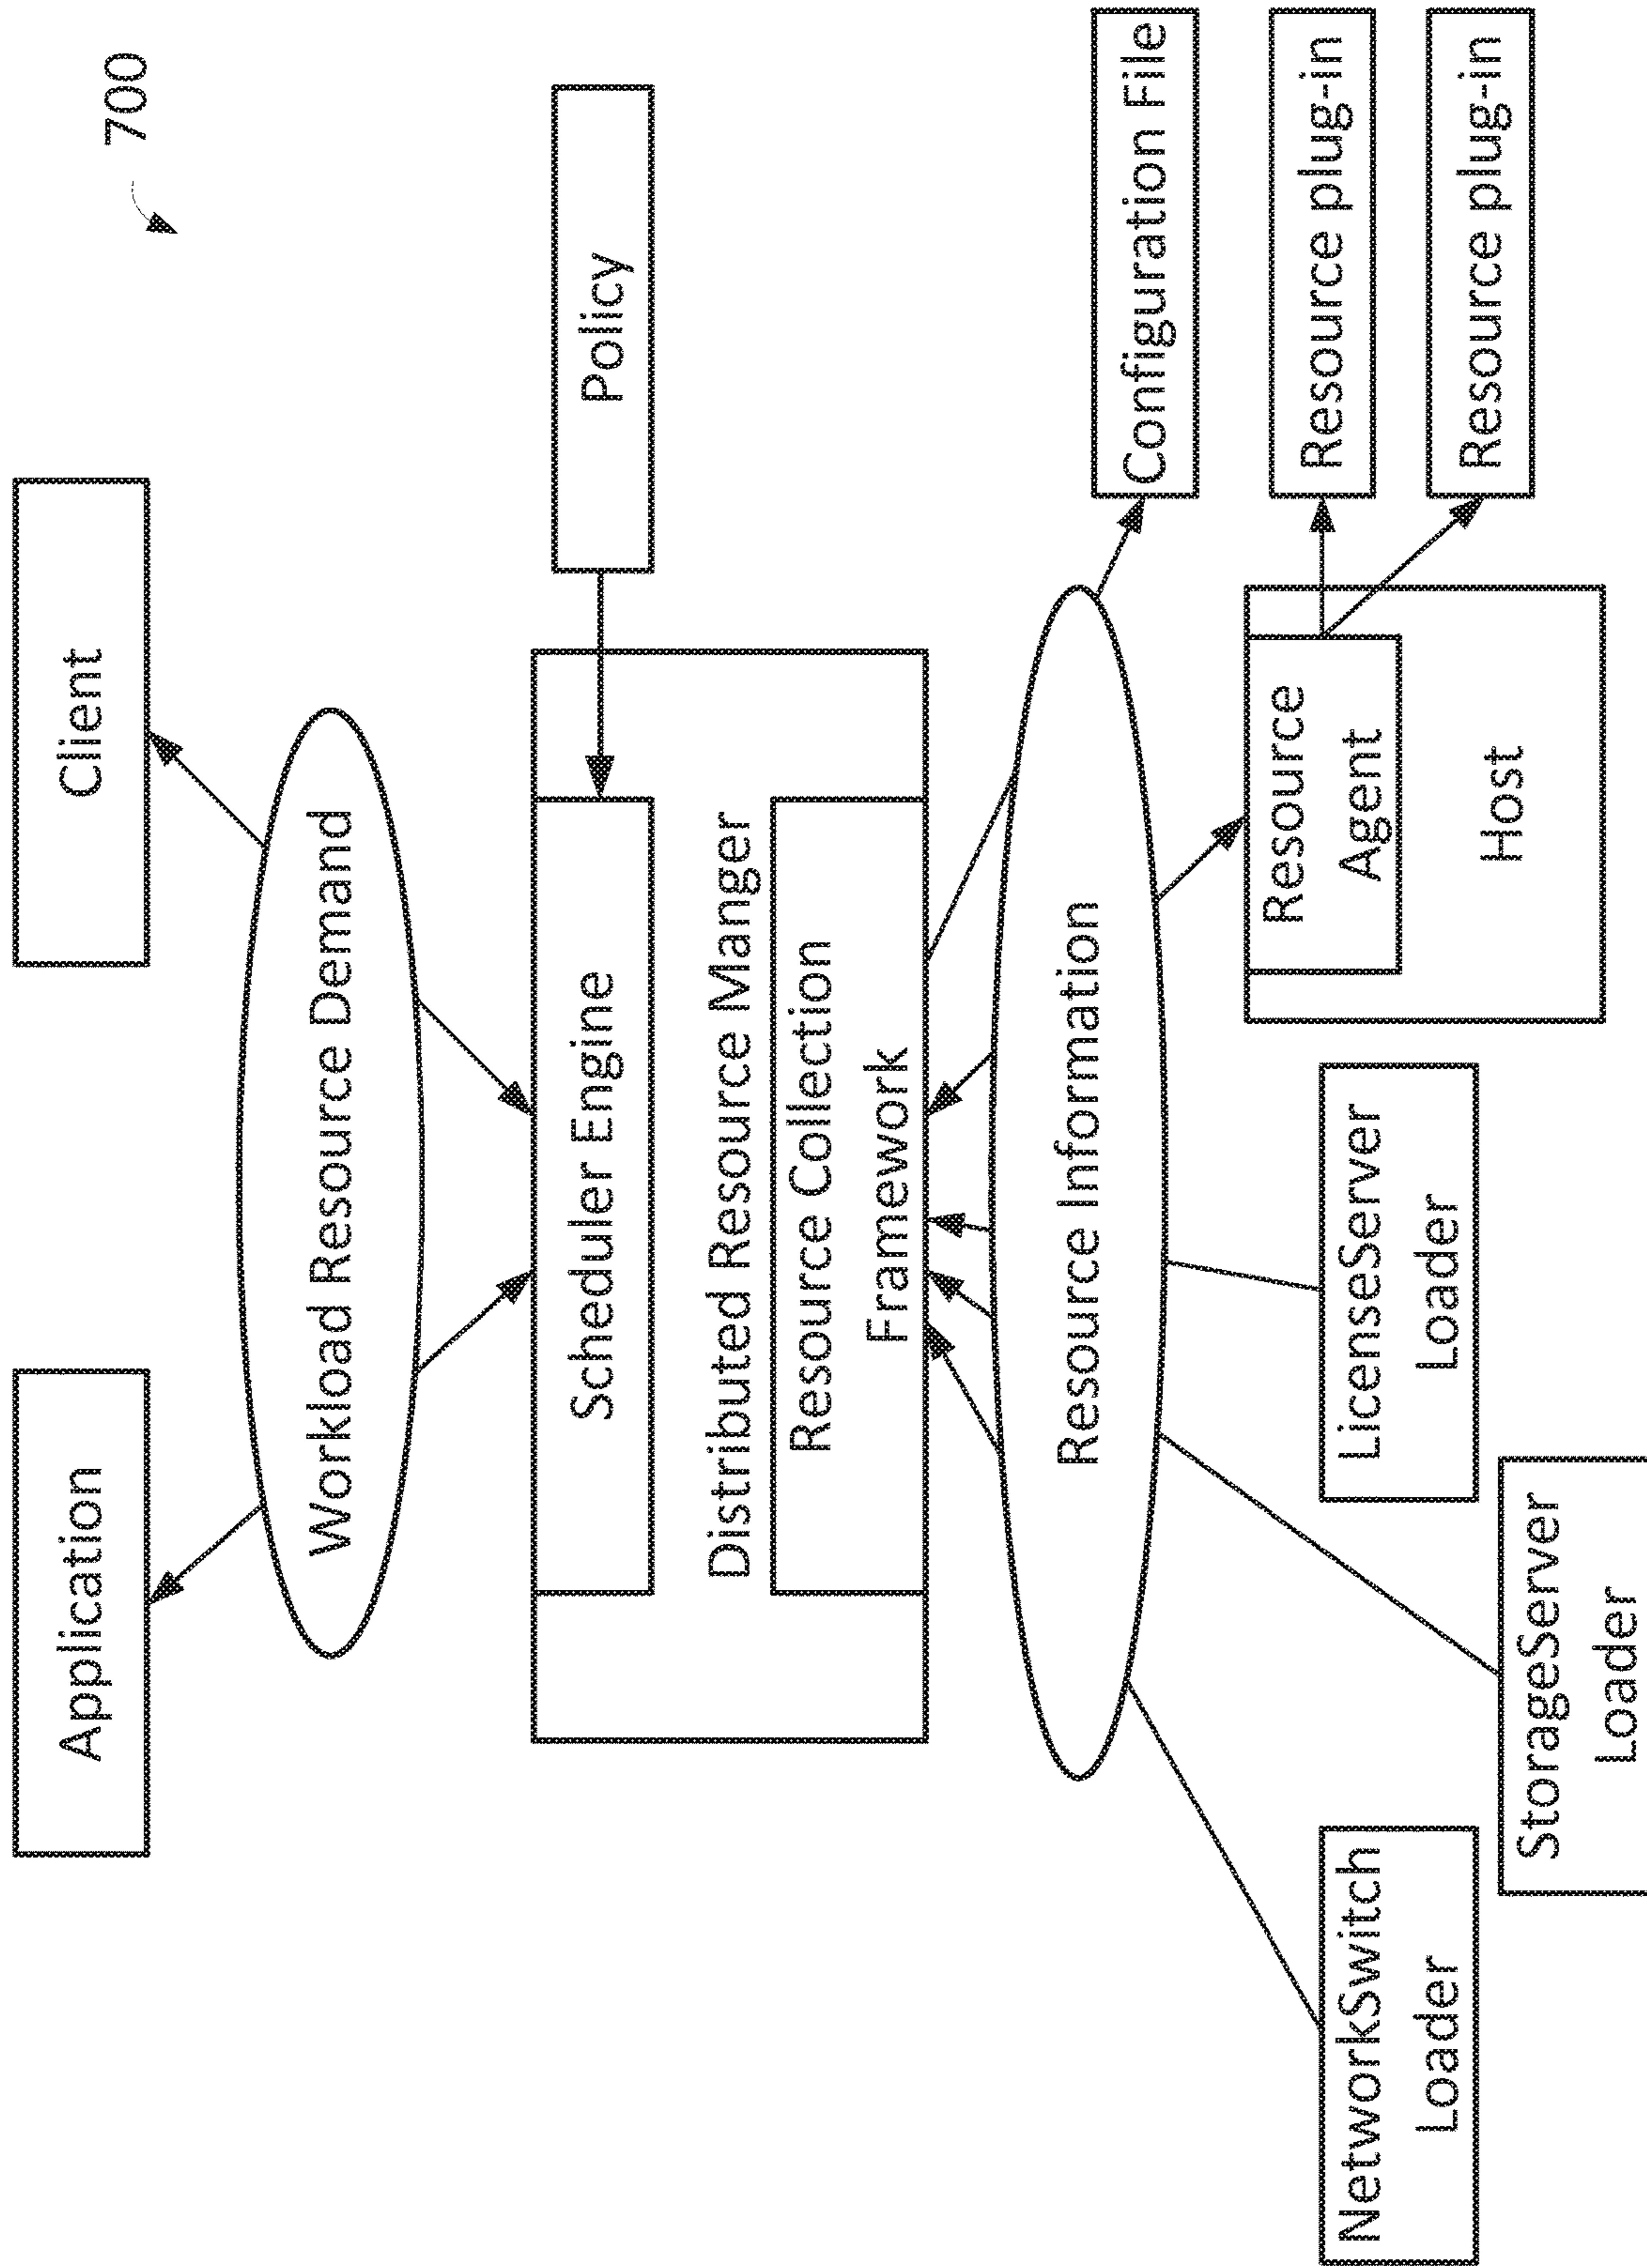 700
Application
Client
Workload Resource Demand
Policy
Scheduler Engine
Distributed Resource Manger
Resource Collection
Framework
Resource Information
Configuration File
NetworkSwitch
Loader
StorageServer
Loader
LicenseServer
Loader
Resource
Agent
Host
Resource plug-in
Resource plug-in